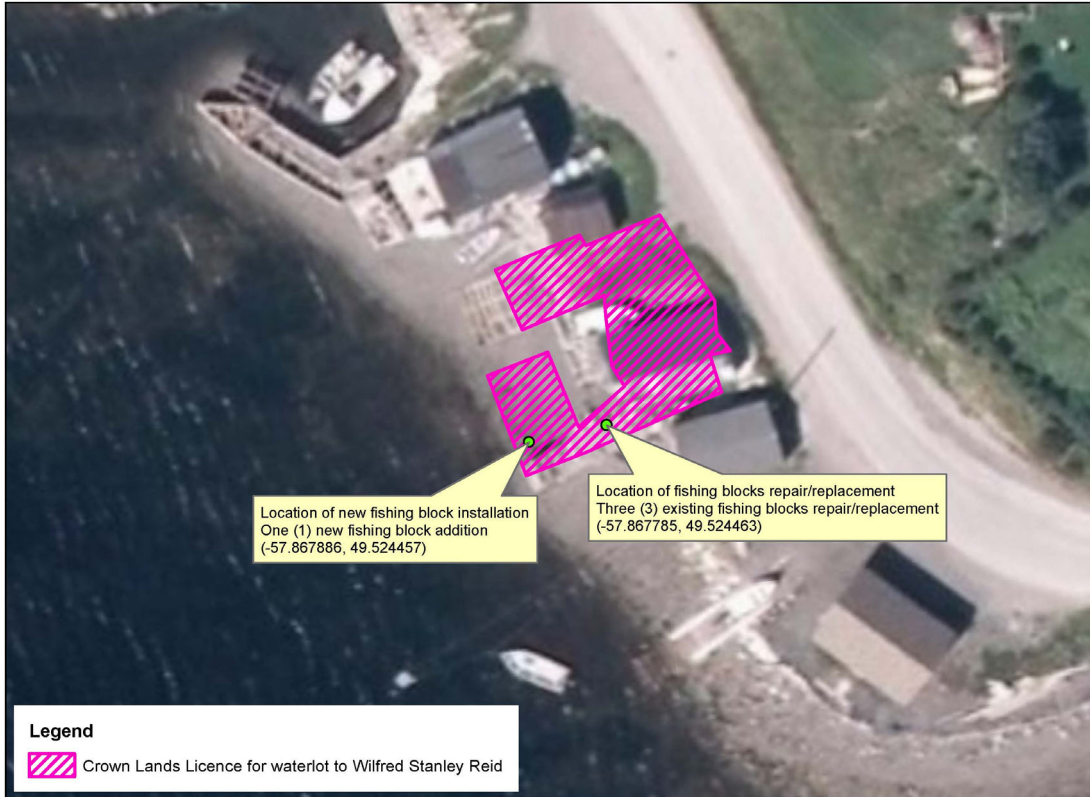 Location of new fishing block installation
One (1) new fishing block addition
(-57.867886, 49.524457)
Location of fishing blocks repair/replacement
Three (3) existing fishing blocks repair/replacement
(-57.867785, 49.524463)
Legend
Crown Lands Licence for waterlot to Wilfred Stanley Reid